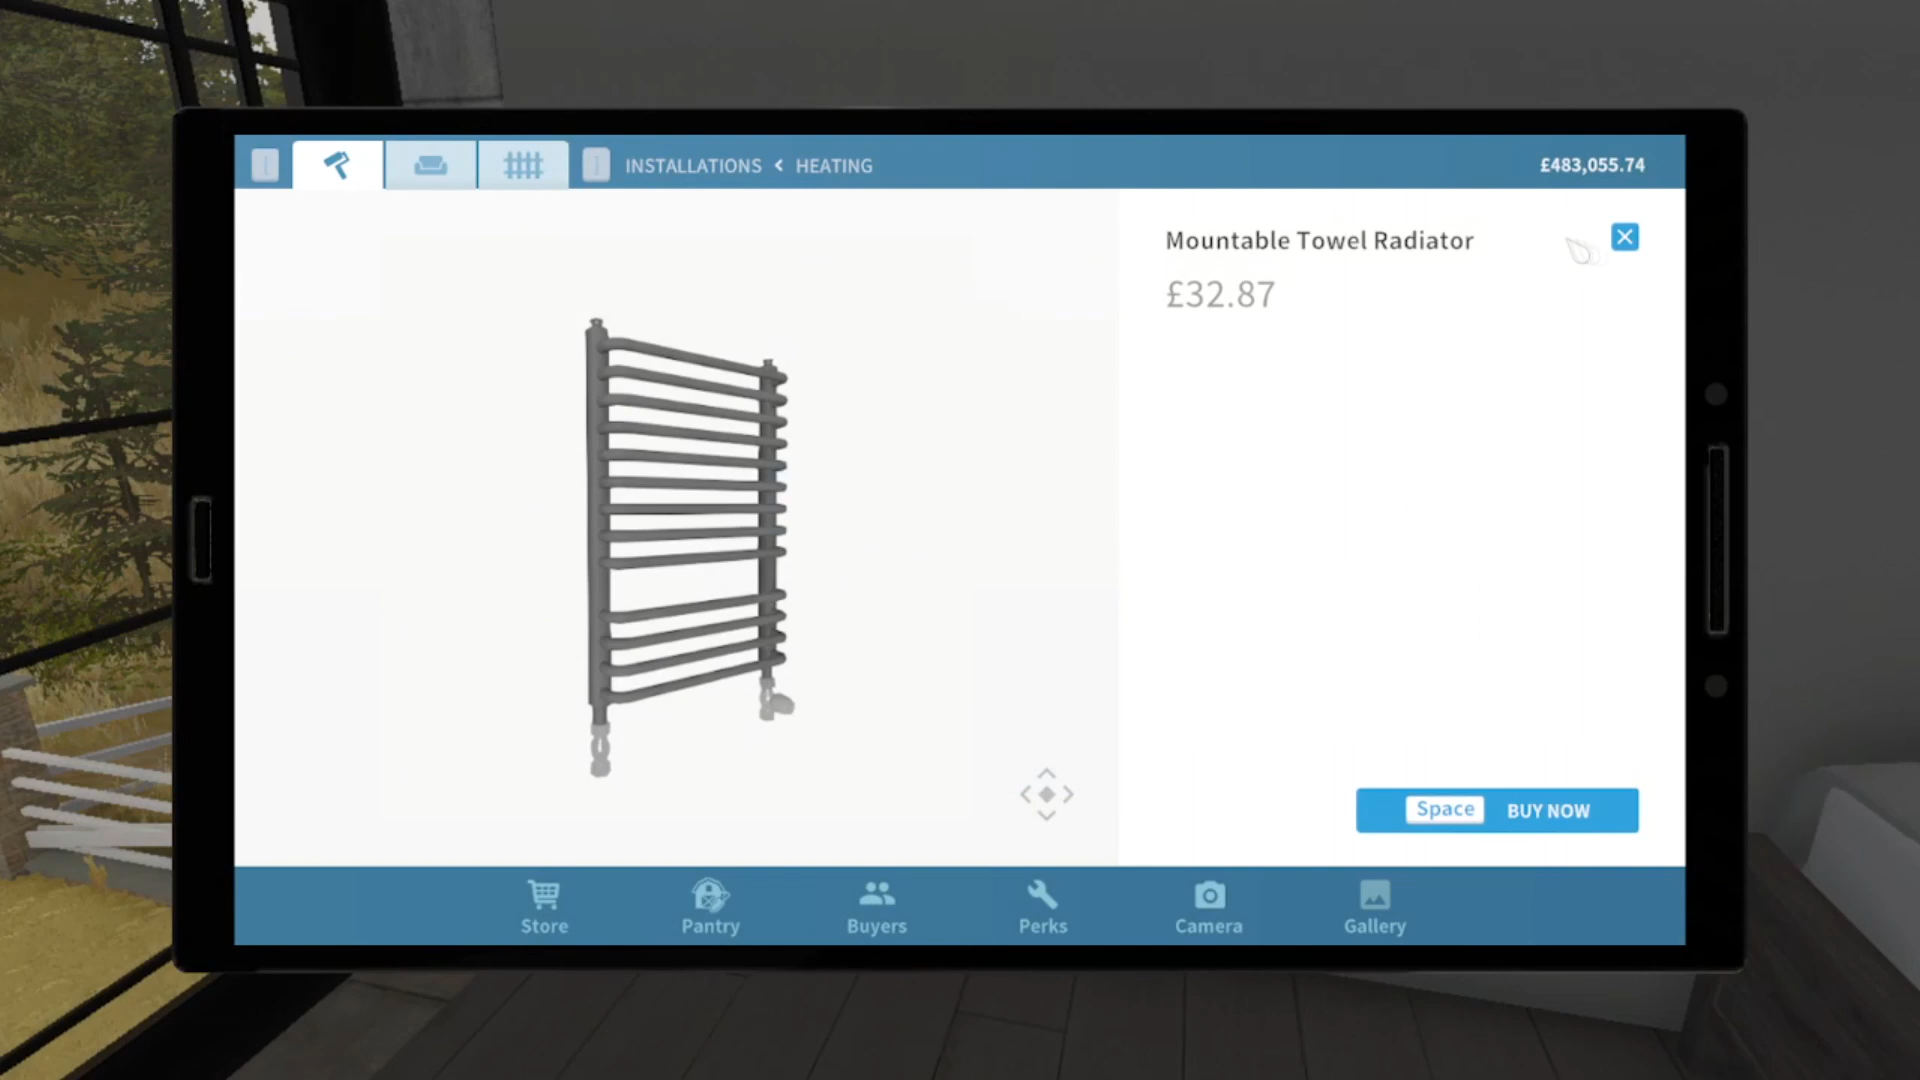 INSTALLATIONS < HEATING
£483,055.74
Mountable Towel Radiator
£32.87
Space BUY NOW
Store Pantry Buyers Perks Camera Gallery